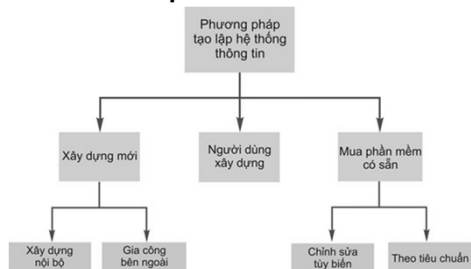 Phương pháp
tạo lập hệ thống
thông tin
Xây dựng mới
Người dùng
xây dựng
Mua phần mềm
có sẵn
Xây dựng
nội bộ
Gia công
bên ngoài
Chỉnh sửa
tùy biến
Theo tiêu chuẩn